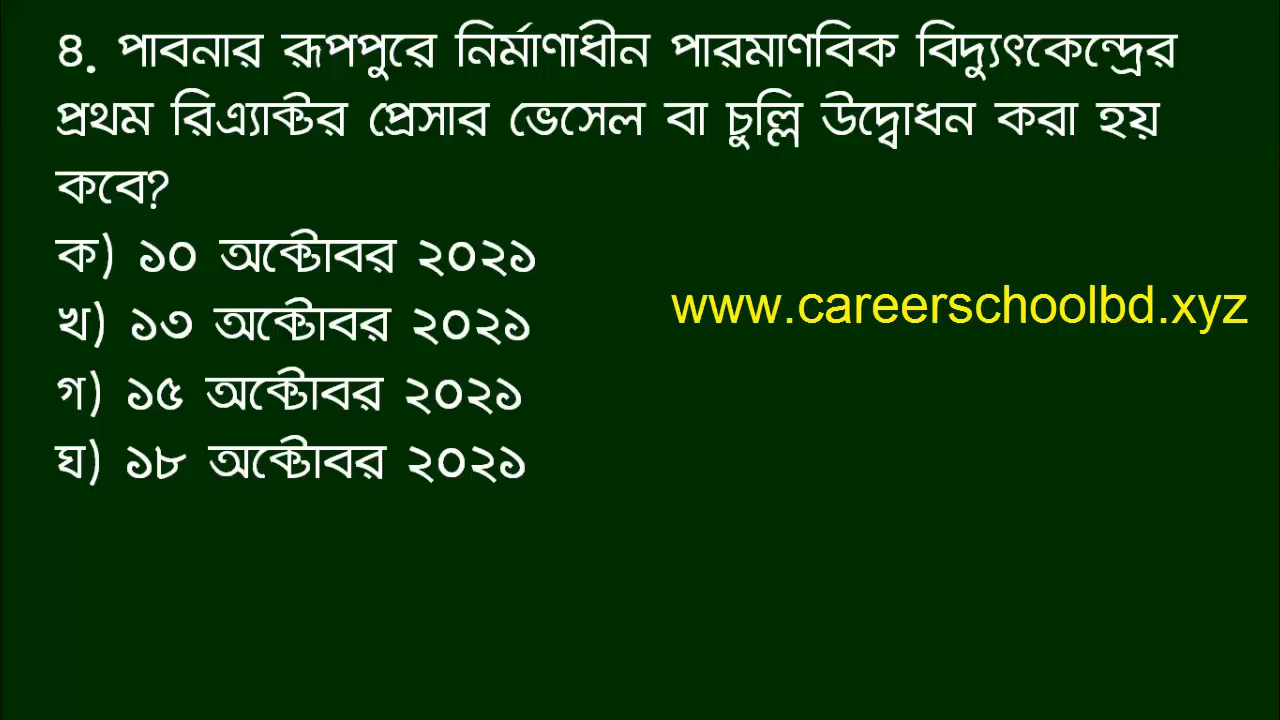 ৪. পাবনার রূপপুরে নির্মাণাধীন পারমাণবিক বিদ্যুৎকেন্দ্রের
প্রথম রিএ্যাক্টর প্রেসার ভেসেল বা চুল্লি উদ্বোধন করা হয়
কবে?
ক) ১০ অক্টোবর ২০২১
www.careerschoolbd.xyz
খ) ১৩ অক্টোবর ২০২১
গ) ১৫ অক্টোবর ২০২১
ঘ) ১৮ অক্টোবর ২০২১